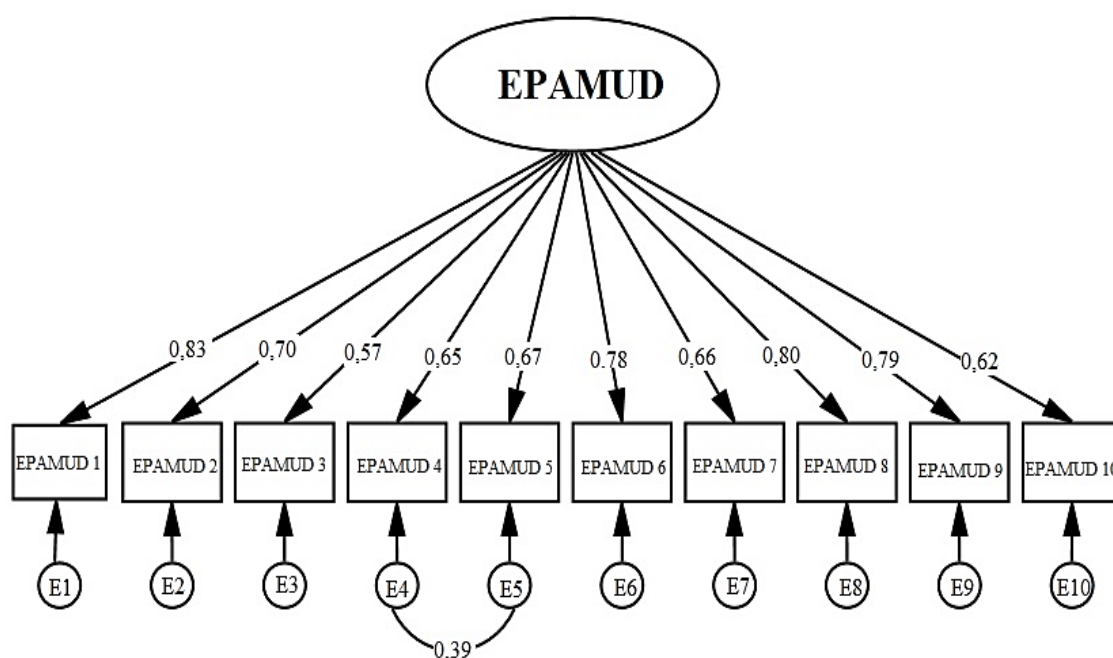 EPAMUD
0,83
0,70
0,57
0,65
0,67
0.78
0,66
0,80
0,79
0,62
EPAMUD 1
EPAMUD 2
EPAMUD 3
EPAMUD 4
EPAMUD 5
EPAMUD 6
EPAMUD 7
EPAMUD 8
EPAMUD 9
EPAMUD 10
E1
E2
E3
E4
E5
E6
E7
E8
E9
E10
0,39